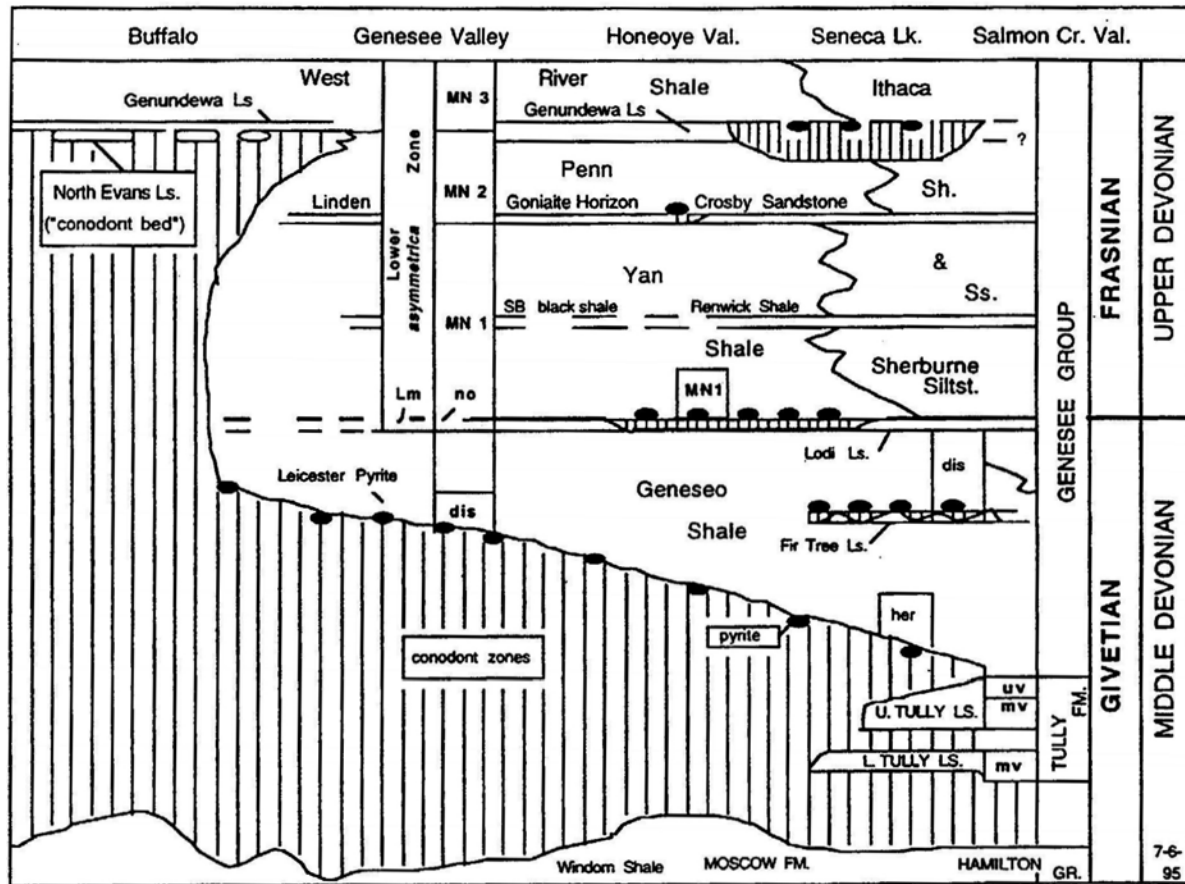 Buffalo Genesee Valley Honeoye Val. Seneca Lk. Salmon Cr. Val.
West MN 3 River Shale Ithaca
Genundewa Ls Genundewa Ls
?
North Evans Ls.
("conodont bed")
Zone
Penn
MN 2
Linden Goniaite Horizon Crosby Sandstone Sh.
Lower
asymmetrica
Yan &
Ss.
SB black shale Renwick Shale
MN 1
Shale
Sherburne
Siltst.
MN1
Lm no
Lodi Ls.
Leicester Pyrite dis
Geneseo
dis Shale
Fir Tree Ls.
her
pyrite
conodont zones
uv
mv
U. TULLY LS.
L. TULLY LS. mv
TULLY
FM.
Windom Shale MOSCOW FM. HAMILTON GR.
GENESEE GROUP
GIVETIAN FRASNIAN
MIDDLE DEVONIAN UPPER DEVONIAN
7-6-
95